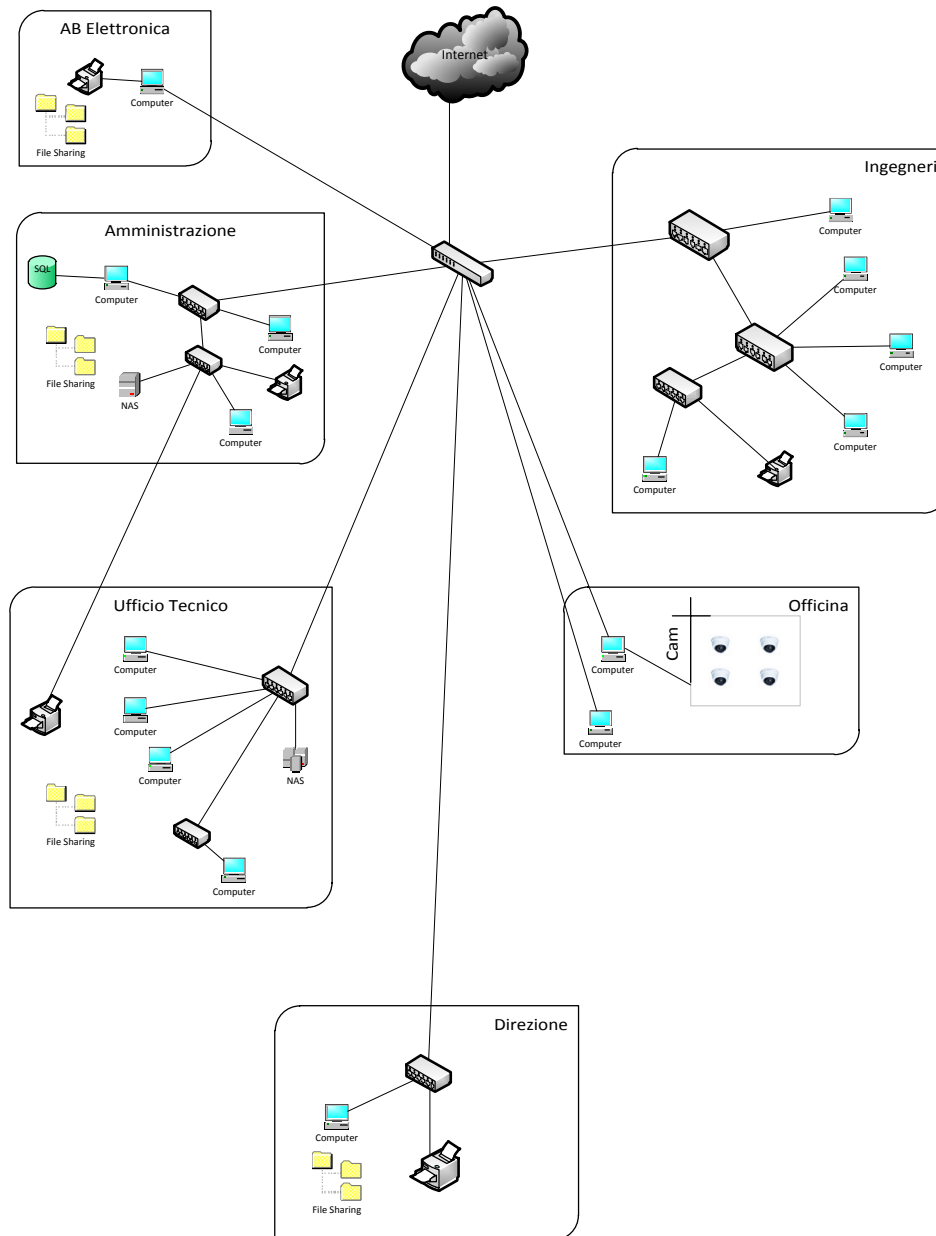 AB Elettronica
Computer
File Sharing
Internet
Ingegneri
Computer
Computer
Computer
Computer
Computer
Amministrazione
SQL
Computer
Computer
File Sharing
NAS
Computer
Ufficio Tecnico
Computer
Computer
Computer
NAS
File Sharing
Computer
Officina
Cam
Computer
Computer
Direzione
Computer
File Sharing